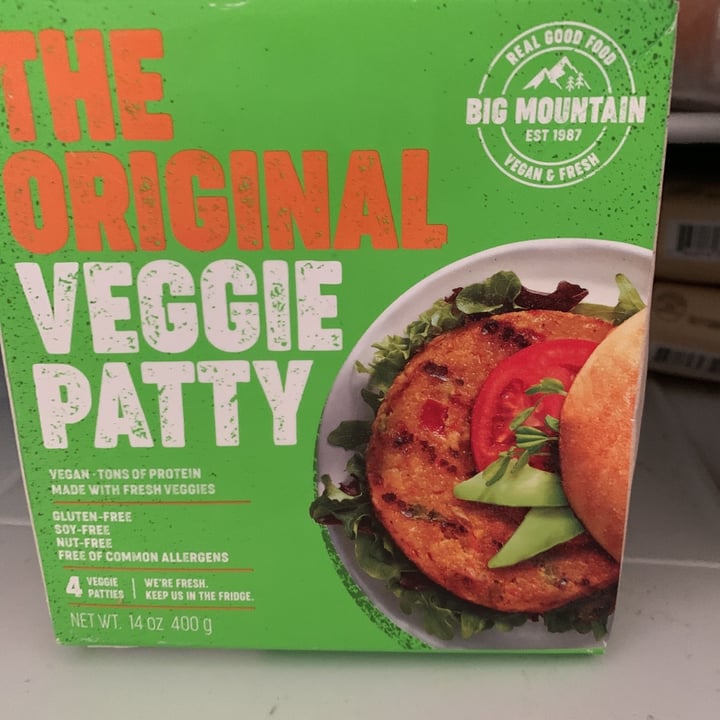 THE
ORIGINAL
VEGGIE
PATTY
REAL GOOD FOOD
BIG MOUNTAIN
EST 1987
VEGAN & FRESH
VEGAN · TONS OF PROTEIN
MADE WITH FRESH VEGGIES
GLUTEN-FREE
SOY-FREE
NUT-FREE
FREE OF COMMON ALLERGENS
4 VEGGIE PATTIES
WE'RE FRESH.
KEEP US IN THE FRIDGE.
NET WT. 14 OZ 400 g